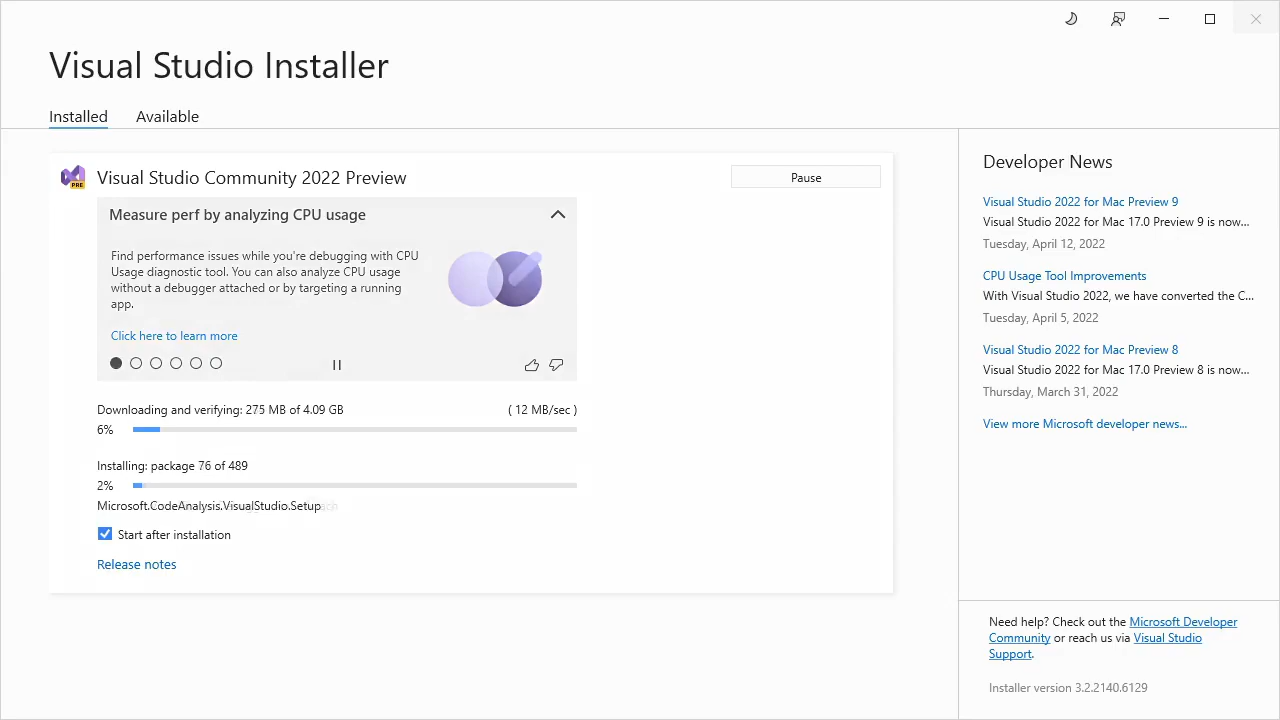 Visual Studio Installer
Installed Available
PRE
Visual Studio Community 2022 Preview
Pause
Measure perf by analyzing CPU usage
Find performance issues while you're debugging with CPU
Usage diagnostic tool. You can also analyze CPU usage
without a debugger attached or by targeting a running
app.
Click here to learn more
Downloading and verifying: 275 MB of 4.09 GB ( 12 MB/sec )
6%
Installing: package 76 of 489
2%
Microsoft.CodeAnalysis.VisualStudio.Setup
Start after installation
Release notes
Developer News
Visual Studio 2022 for Mac Preview 9
Visual Studio 2022 for Mac 17.0 Preview 9 is now...
Tuesday, April 12, 2022
CPU Usage Tool Improvements
With Visual Studio 2022, we have converted the C...
Tuesday, April 5, 2022
Visual Studio 2022 for Mac Preview 8
Visual Studio 2022 for Mac 17.0 Preview 8 is now...
Thursday, March 31, 2022
View more Microsoft developer news...
Need help? Check out the Microsoft Developer
Community or reach us via Visual Studio
Support.
Installer version 3.2.2140.6129